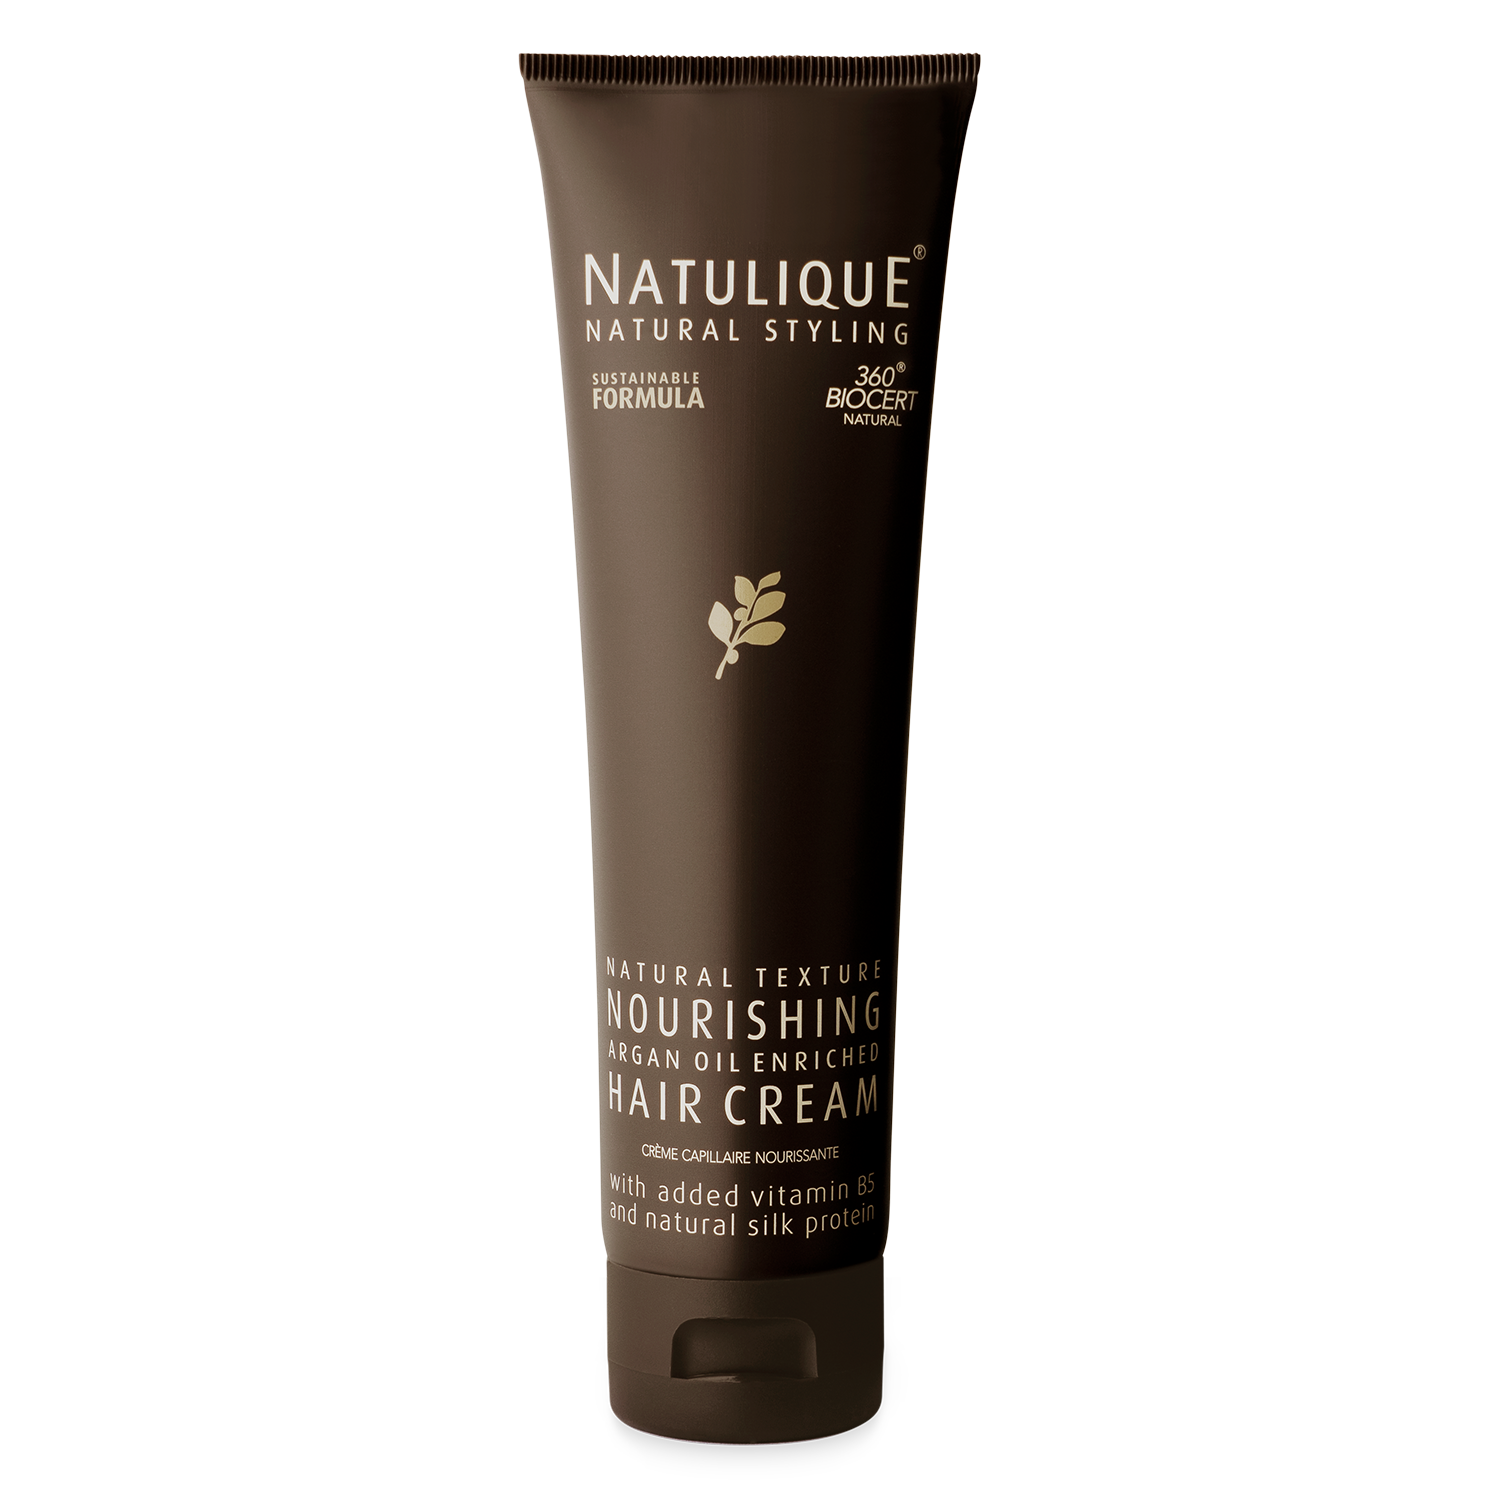 NATULIQUE®
NATURAL STYLING
SUSTAINABLE
FORMULA
360®
BIOCERT
NATURAL
NATURAL TEXTURE
NOURISHING
ARGAN OIL ENRICHED
HAIR CREAM
CRÈME CAPILLAIRE NOURISSANTE
with added vitamin B5
and natural silk protein